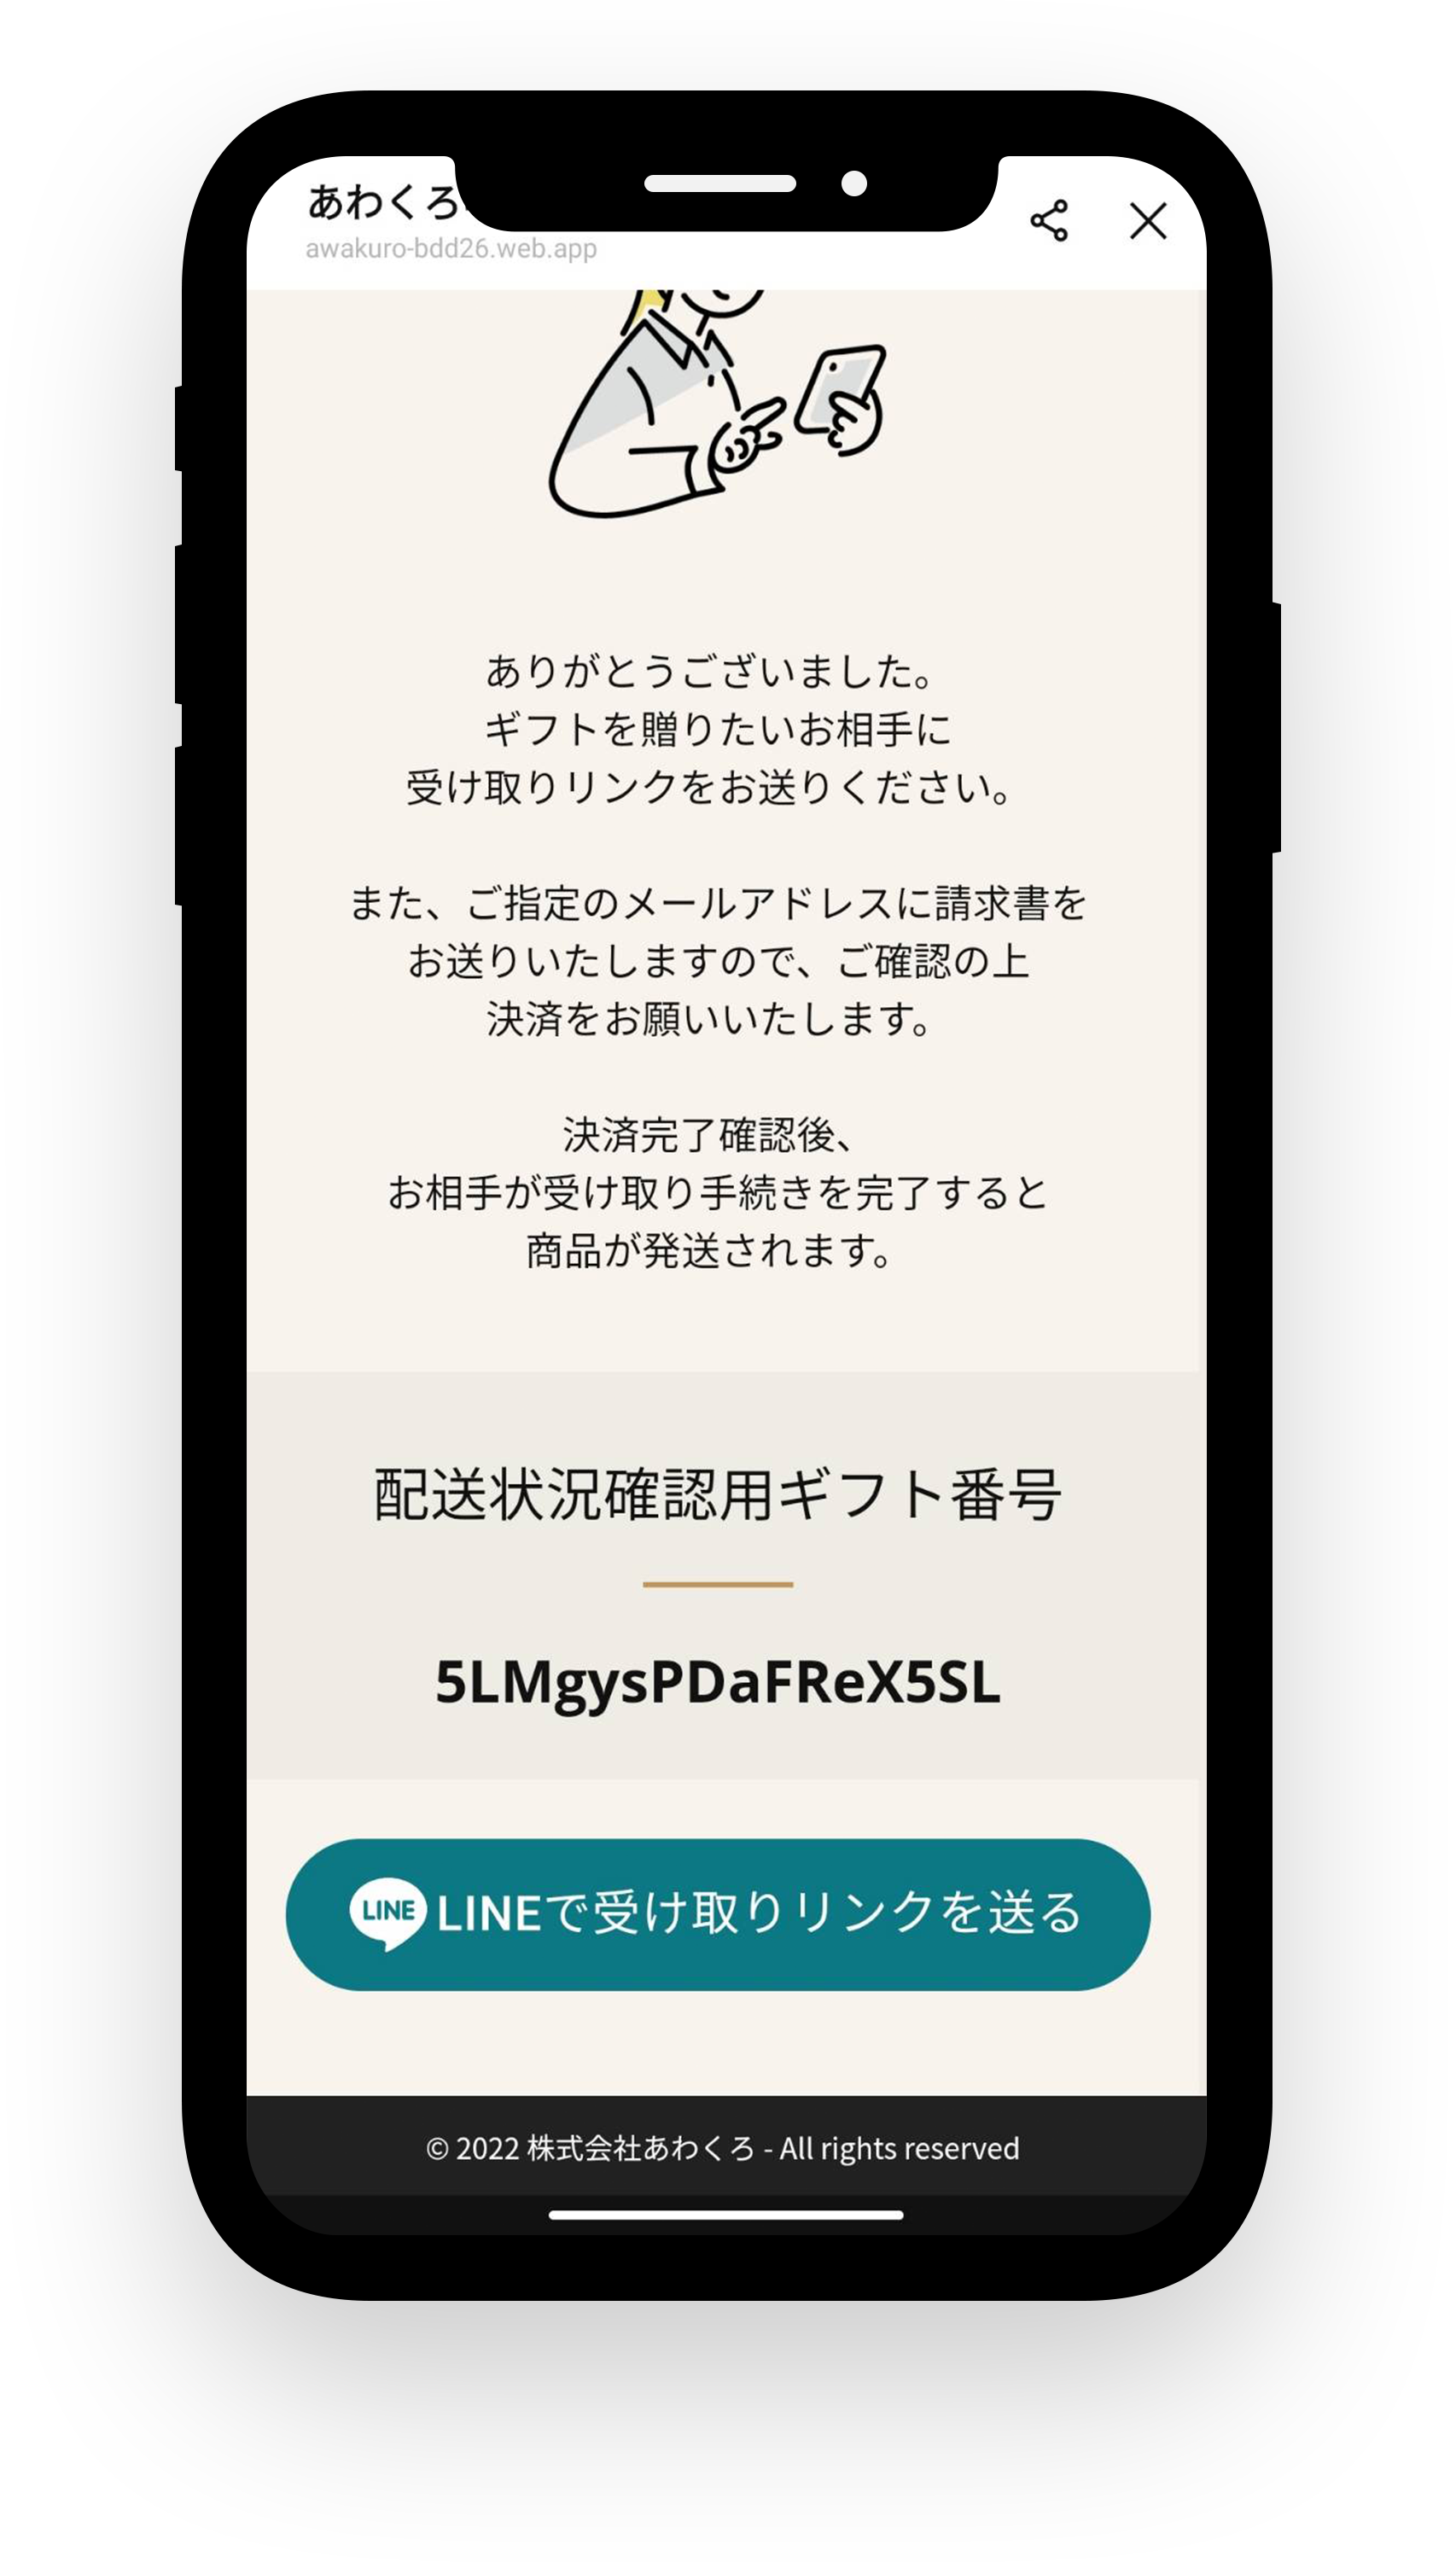 あわくろ
awakuro-bdd26.web.app
ありがとうございました。
ギフトを贈りたいお相手に
受け取りリンクをお送りください。
また、ご指定のメールアドレスに請求書を
お送りいたしますので、ご確認の上
決済をお願いいたします。
決済完了確認後、
お相手が受け取り手続きを完了すると
商品が発送されます。
配送状況確認用ギフト番号
5LMgysPDaFReX5SL
LINE LINEで受け取りリンクを送る
© 2022 株式会社あわくろ - All rights reserved